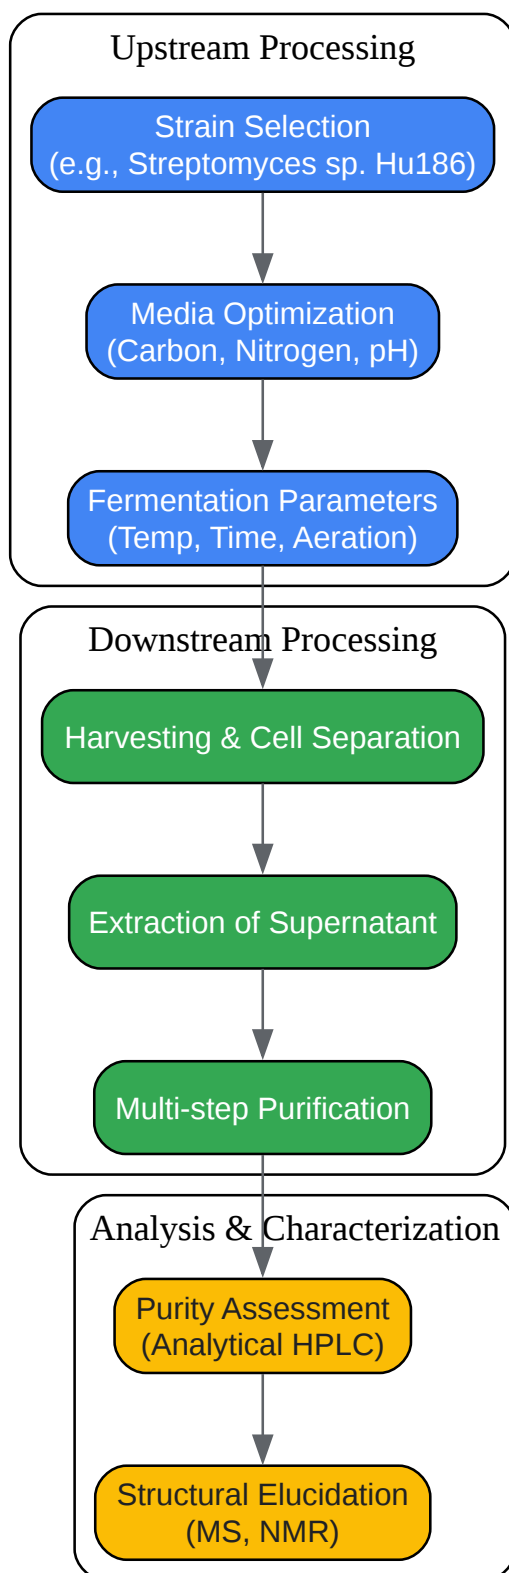 Upstream Processing
Strain Selection
(e.g., Streptomyces sp. Hu186)
Media Optimization
(Carbon, Nitrogen, pH)
Fermentation Parameters
(Temp, Time, Aeration)
Downstream Processing
Harvesting & Cell Separation
Extraction of Supernatant
Multi-step Purification
Analysis & Characterization
Purity Assessment
(Analytical HPLC)
Structural Elucidation
(MS, NMR)